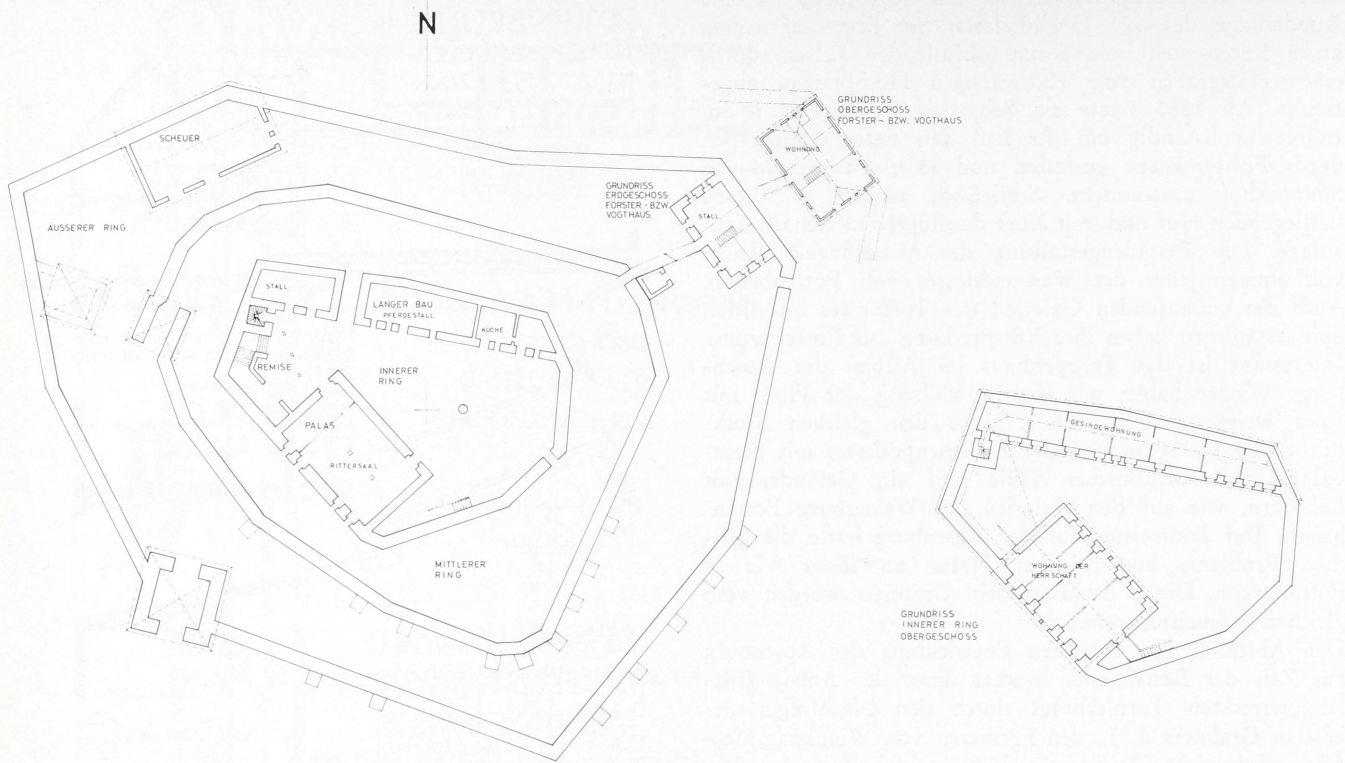 N
SCHEUER
ÄUSSERER RING
STALL
LANGER BAU
PFERDESTALL
KÜCHE
REMISE
INNERER
RING
PALAS
RITTERSAAL
MITTLERER
RING
GRUNDRISS
ERDGESCHOSS
FÖRSTER- BZW.
VOGTHAUS
STALL
GRUNDRISS
OBERGESCHOSS
FÖRSTER- BZW. VOGTHAUS
WOHNUNG
GESINDEWOHNUNG
WOHNUNG DER
HERRSCHAFT
GRUNDRISS
INNERER RING
OBERGESCHOSS